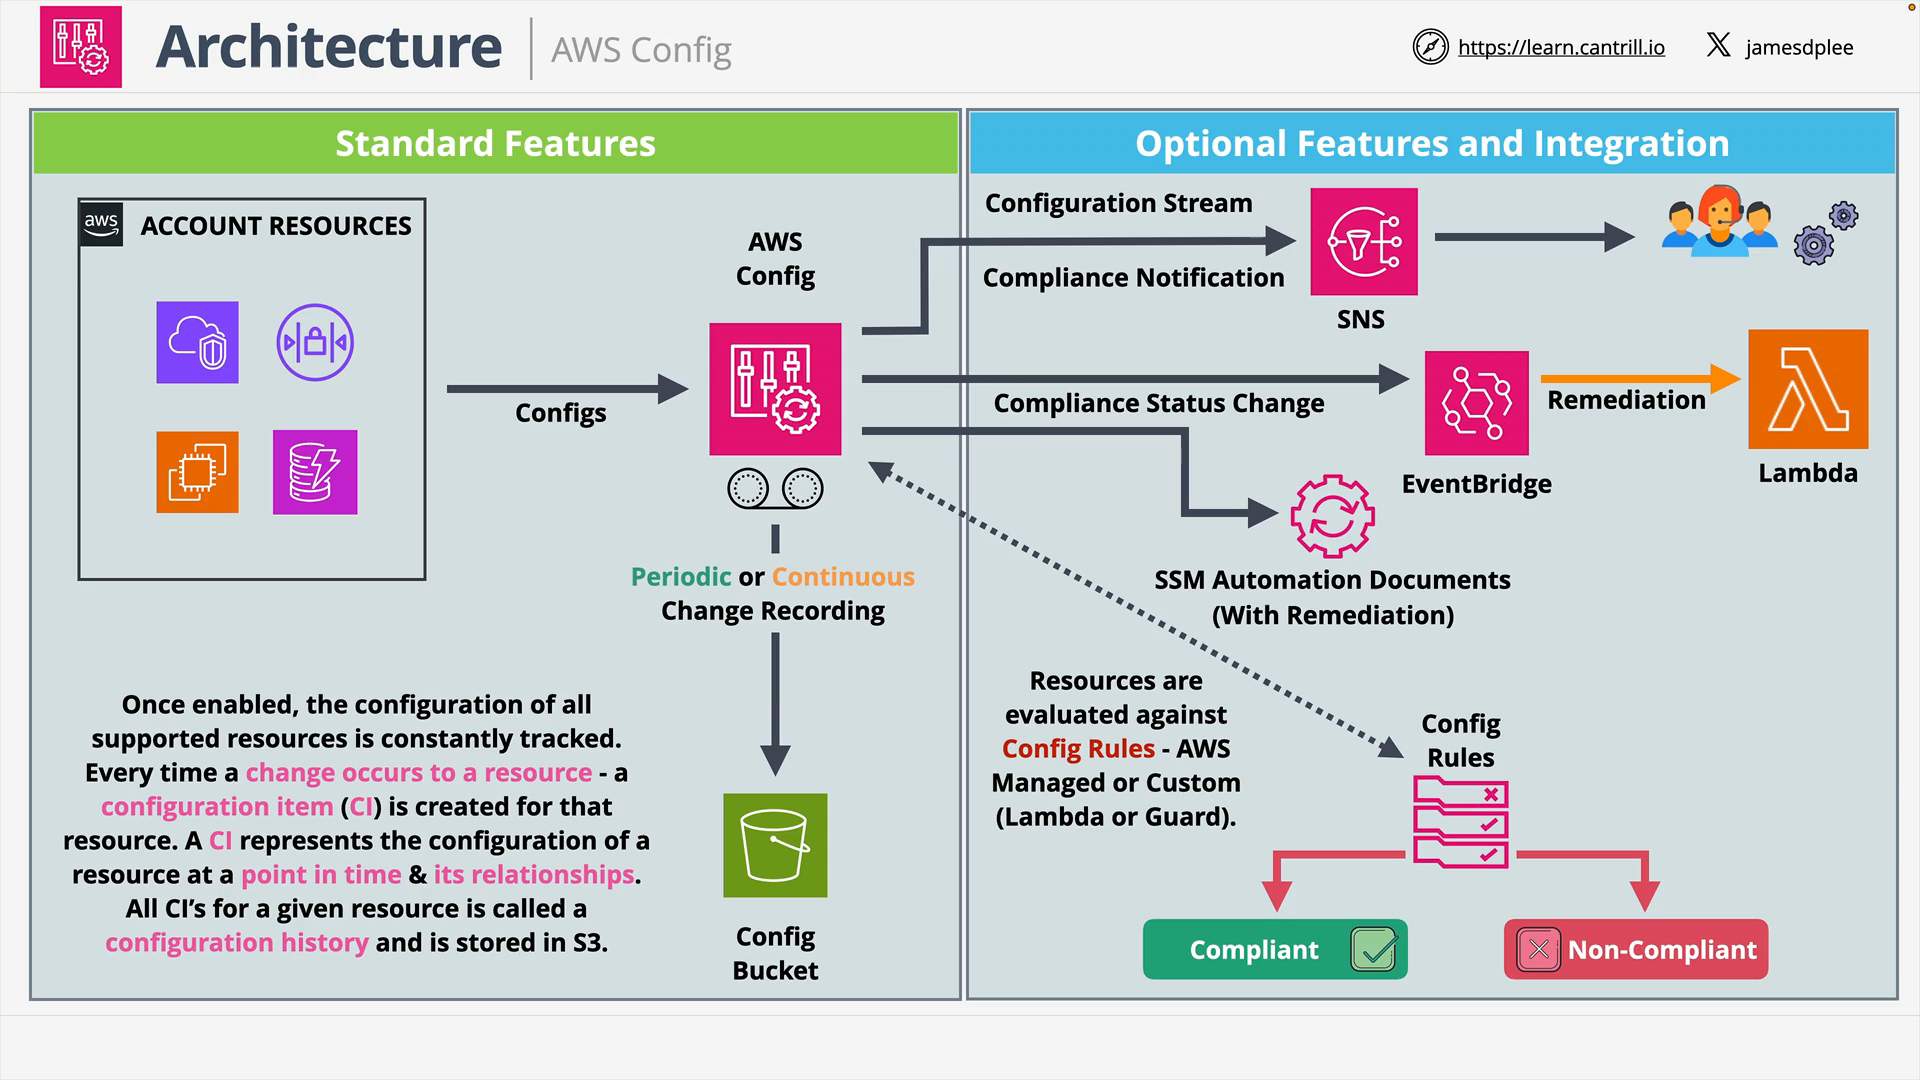 Architecture
AWS Config
https://learn.cantrill.io
jamesdplee
Standard Features
aws
ACCOUNT RESOURCES
Configs
AWS
Config
Periodic or Continuous
Change Recording
Config
Bucket
Once enabled, the configuration of all
supported resources is constantly tracked.
Every time a change occurs to a resource - a
configuration item (CI) is created for that
resource. A CI represents the configuration of a
resource at a point in time & its relationships.
All CI's for a given resource is called a
configuration history and is stored in S3.
Optional Features and Integration
Configuration Stream
Compliance Notification
SNS
Compliance Status Change
EventBridge
Remediation
Lambda
SSM Automation Documents
(With Remediation)
Resources are
evaluated against
Config Rules - AWS
Managed or Custom
(Lambda or Guard).
Config
Rules
Compliant
Non-Compliant